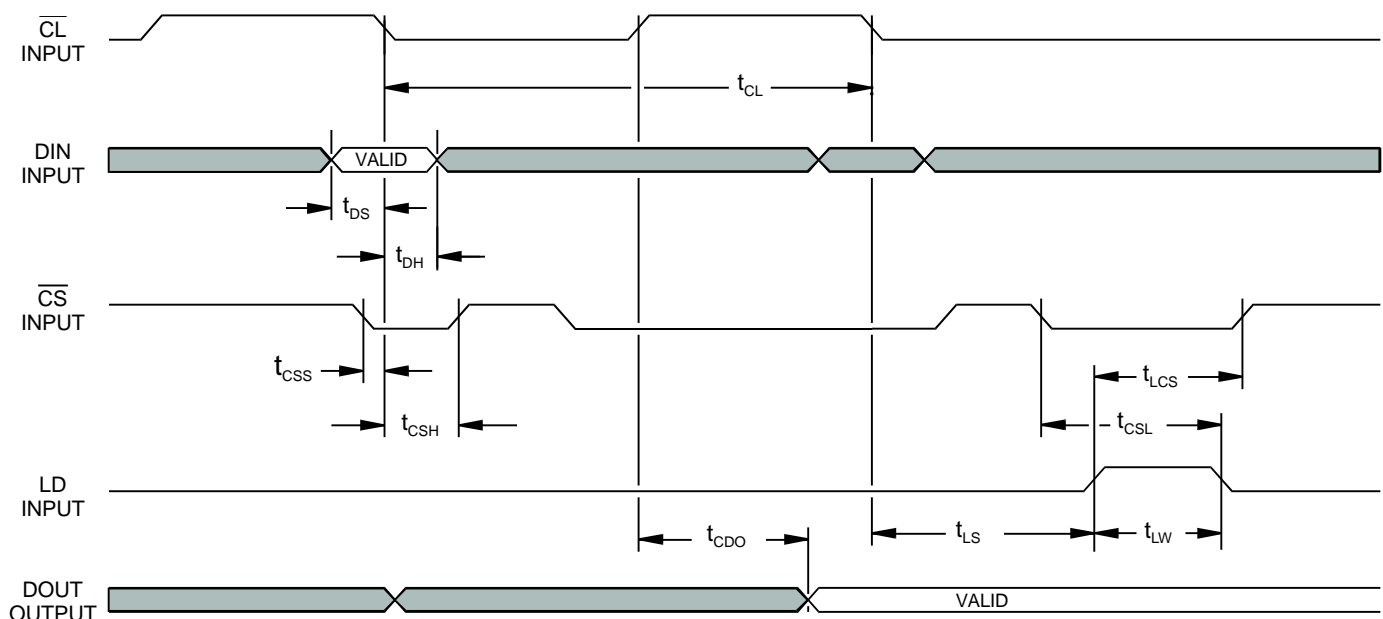 CL
INPUT
tCL
DIN
INPUT
VALID
tDS
tDH
CS
INPUT
tCSS
tLCS
tCSH
tCSL
LD
INPUT
tCDO
tLS
tLW
DOUT
OUTPUT
VALID